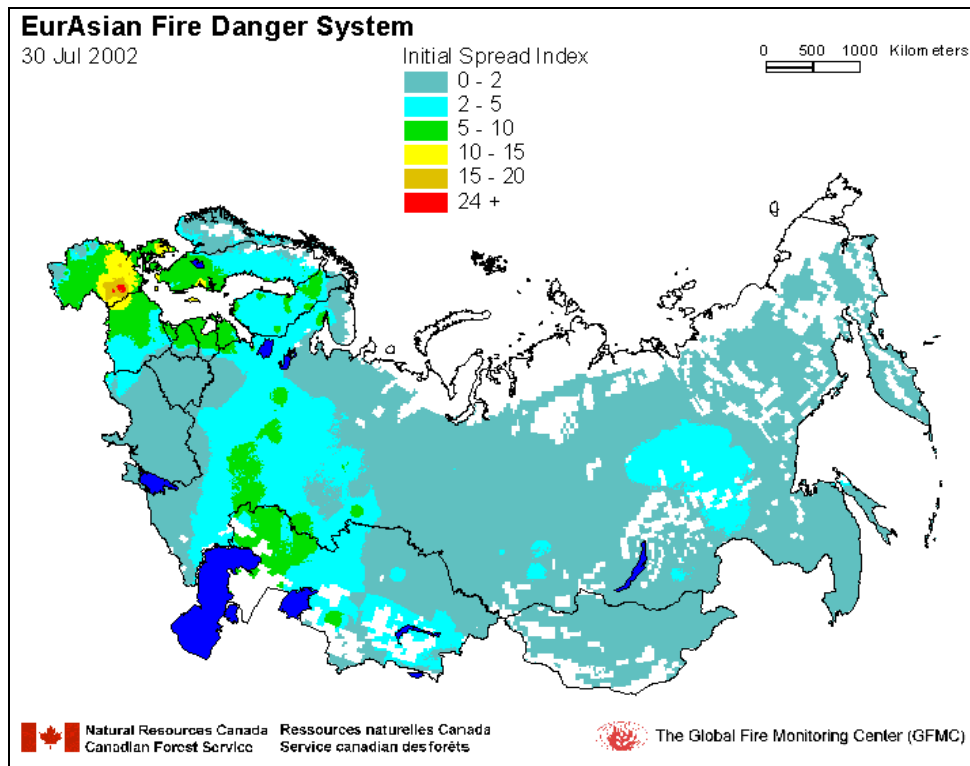 EurAsian Fire Danger System
30 Jul 2002
Initial Spread Index
0 - 2
2 - 5
5 - 10
10 - 15
15 - 20
24 +
0 500 1000 Kilometers
Natural Resources Canada Ressources naturelles Canada
Canadian Forest Service Service canadian des forêts
The Global Fire Monitoring Center (GFMC)